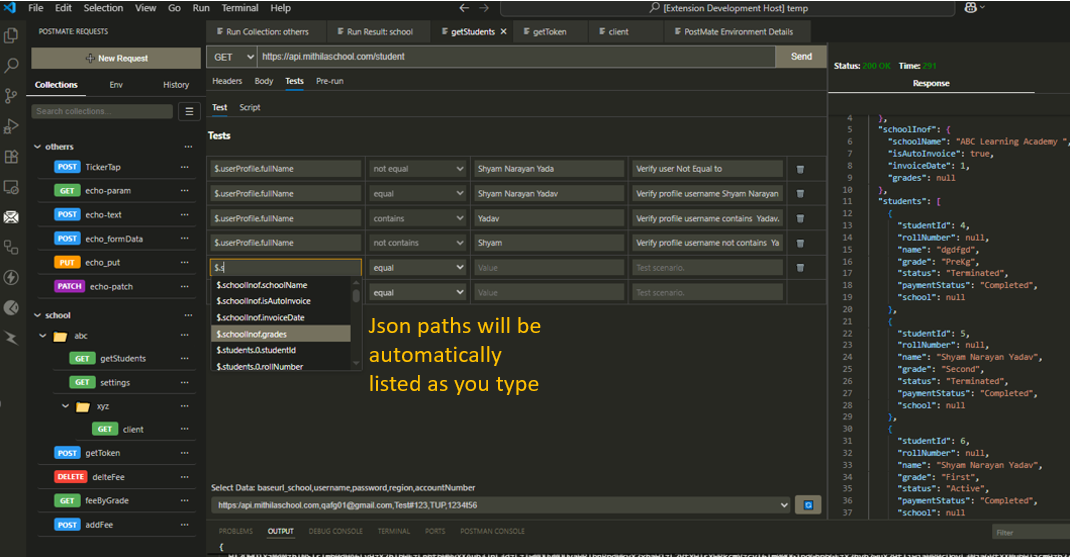 File Edit Selection View Go Run Terminal Help
[Extension Development Host] temp
POSTMATE: REQUESTS
New Request
Collections Env History
Search collections...
otherrs
POST TickerTap
GET echo-param
POST echo-text
POST echo_formData
PUT echo_put
PATCH echo-patch
school
abc
GET getStudents
GET settings
xyz
GET client
POST getToken
DELETE delteFee
GET feeByGrade
POST addFee
Run Collection: otherrs
Run Result: school
getStudents
getToken
client
PostMate Environment Details
GET https://api.mithilaschool.com/student Send
Headers Body Tests Pre-run
Test Script
Tests
$.userProfile.fullName not equal Shyam Narayan Yada Verify user Not Equal to
$.userProfile.fullName equal Shyam Narayan Yadav Verify profile username Shyam Narayan
$.userProfile.fullName contains Yadav Verify profile username contains Yadav.
$.userProfile.fullName not contains Shyam Verify profile username not contains Ya
$.s equal Value Test scenario.
equal Value Test scenario.
$.schoolInof.schoolName
$.schoolInof.isAutoInvoice
$.schoolInof.invoiceDate
$.schoolInof.grades
$.students.0.studentId
$.students.0.rollNumber
Json paths will be
automatically
listed as you type
Select Data: baseurl_school,username,password,region,accountNumber
https:/api.mithilaschool.com,qafg01@gmail.com,Test#123,TUP,1234t56
PROBLEMS OUTPUT DEBUG CONSOLE TERMINAL PORTS POSTMAN CONSOLE
Filter
{
Status: 200 OK Time: 291
Response
4 },
5 "schoolInof": {
6 "schoolName": "ABC Learning Academy ",
7 "isAutoInvoice": true,
8 "invoiceDate": 1,
9 "grades": null
10 },
11 "students": [
12 {
13 "studentId": 4,
14 "rollNumber": null,
15 "name": "dgdfgd",
16 "grade": "PreKg",
17 "status": "Terminated",
18 "paymentStatus": "Completed",
19 "school": null
20 },
21 {
22 "studentId": 5,
23 "rollNumber": null,
24 "name": "Shyam Narayan Yadav",
25 "grade": "Second",
26 "status": "Terminated",
27 "paymentStatus": "Completed",
28 "school": null
29 },
30 {
31 "studentId": 6,
32 "rollNumber": null,
33 "name": "Shyam Narayan Yadav",
34 "grade": "First",
35 "status": "Active",
36 "paymentStatus": "Completed",
37 "school": null